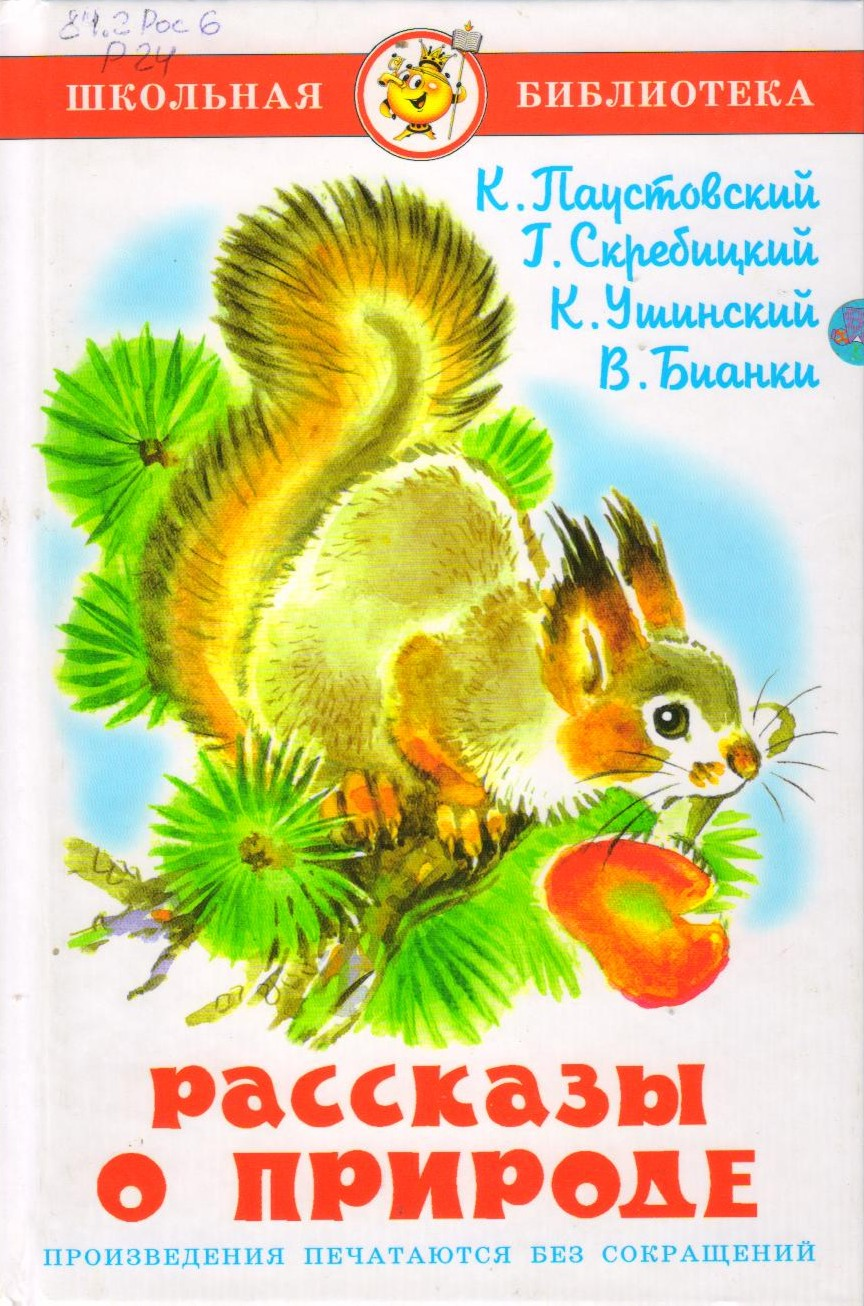 84.2 Рос 6
Р 24
ШКОЛЬНАЯ БИБЛИОТЕКА
К. Паустовский
Г. Скребицкий
К. Ушинский
В. Бианки
Рассказы
о природе
ПРОИЗВЕДЕНИЯ ПЕЧАТАЮТСЯ БЕЗ СОКРАЩЕНИЙ